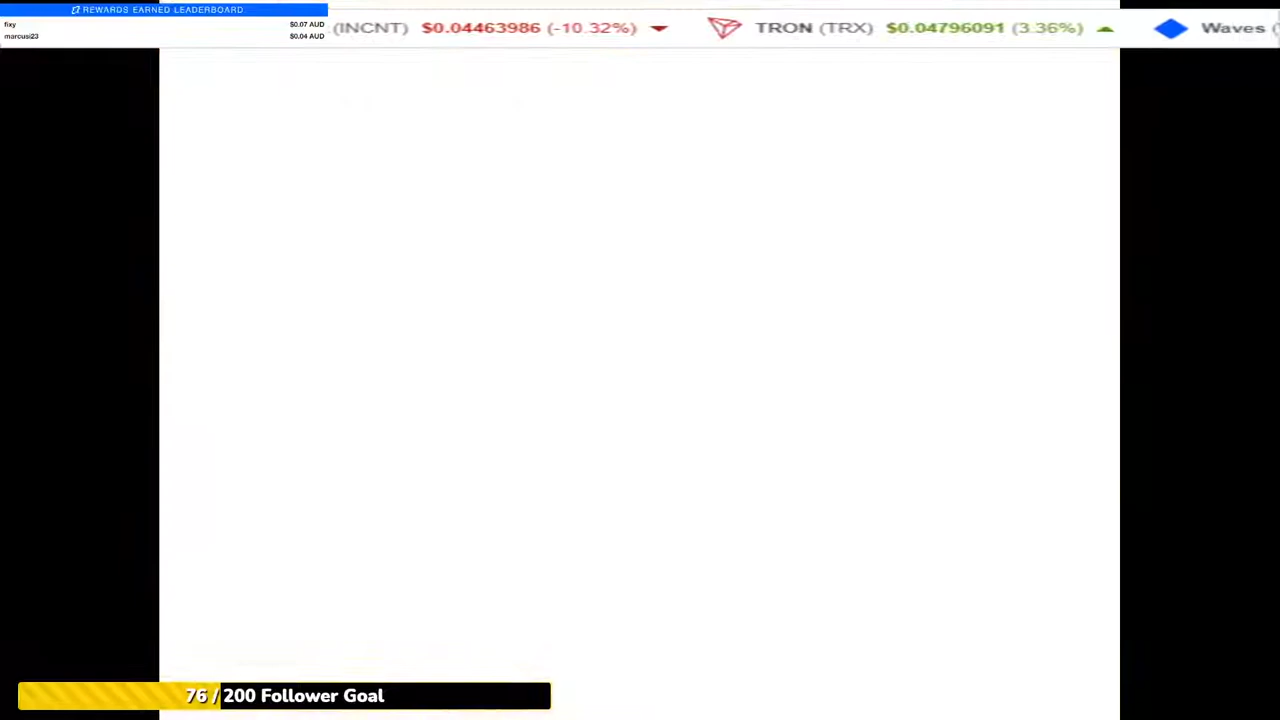 REWARDS EARNED LEADERBOARD
fixy $0.07 AUD
marcusi23 $0.04 AUD
(INCNT) $0.04463986 (-10.32%) TRON (TRX) $0.04796091 (3.36%) Waves (
76 / 200 Follower Goal